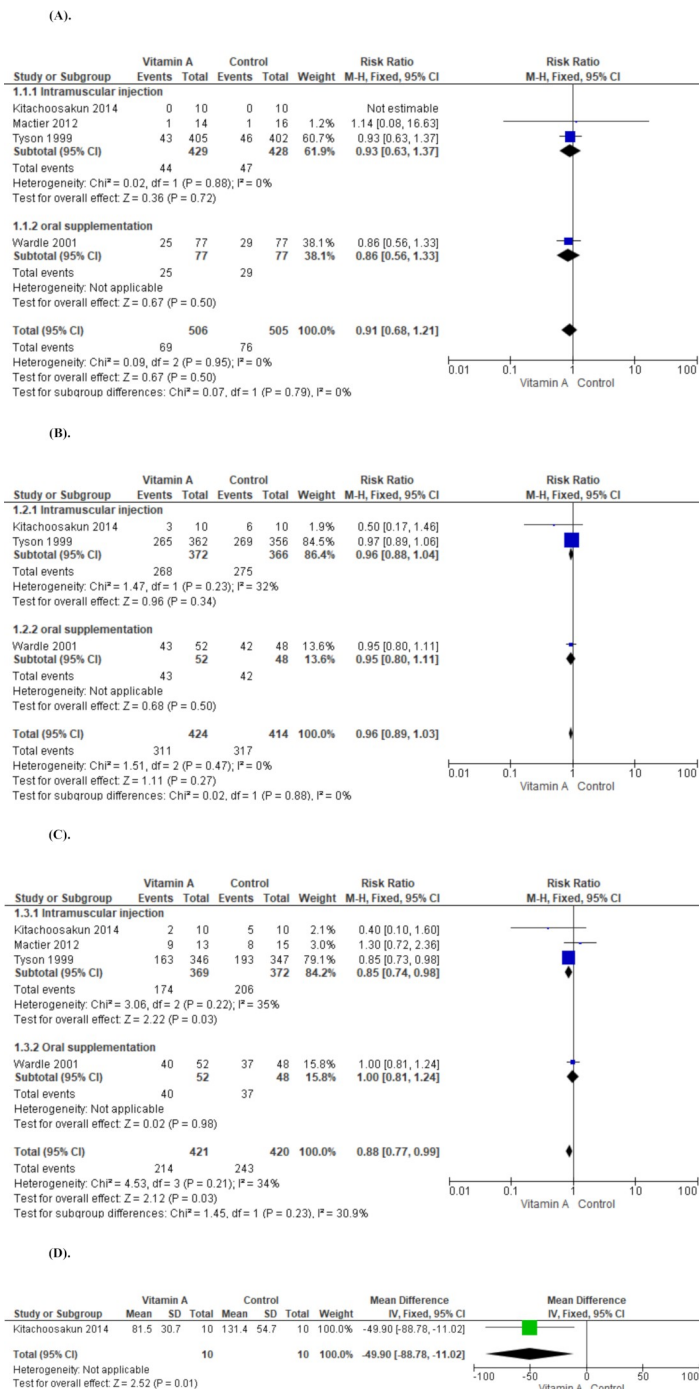 (A).
Vitamin A Control Risk Ratio Risk Ratio
Study or Subgroup Events Total Events Total Weight M-H, Fixed, 95% CI M-H, Fixed, 95% CI
1.1.1 Intramuscular injection
Kitachoosakun 2014 0 10 0 10 Not estimable
Mactier 2012 1 14 1 16 1.2% 1.14 [0.08, 16.63]
Tyson 1999 43 405 46 402 60.7% 0.93 [0.63, 1.37]
Subtotal (95% CI) 429 428 61.9% 0.93 [0.63, 1.37]
Total events 44 47
Heterogeneity: Chi² = 0.02, df = 1 (P = 0.88); I² = 0%
Test for overall effect: Z = 0.36 (P = 0.72)
1.1.2 oral supplementation
Wardle 2001 25 77 29 77 38.1% 0.86 [0.56, 1.33]
Subtotal (95% CI) 77 77 38.1% 0.86 [0.56, 1.33]
Total events 25 29
Heterogeneity: Not applicable
Test for overall effect: Z = 0.67 (P = 0.50)
Total (95% CI) 506 505 100.0% 0.91 [0.68, 1.21]
Total events 69 76
Heterogeneity: Chi² = 0.09, df = 2 (P = 0.95); I² = 0%
Test for overall effect: Z = 0.67 (P = 0.50)
Test for subgroup differences: Chi² = 0.07, df = 1 (P = 0.79), I² = 0%
0.01 0.1 1 10 100
Vitamin A Control
(B).
Vitamin A Control Risk Ratio Risk Ratio
Study or Subgroup Events Total Events Total Weight M-H, Fixed, 95% CI M-H, Fixed, 95% CI
1.2.1 Intramuscular injection
Kitachoosakun 2014 3 10 6 10 1.9% 0.50 [0.17, 1.46]
Tyson 1999 265 362 269 356 84.5% 0.97 [0.89, 1.06]
Subtotal (95% CI) 372 366 86.4% 0.96 [0.88, 1.04]
Total events 268 275
Heterogeneity: Chi² = 1.47, df = 1 (P = 0.23); I² = 32%
Test for overall effect: Z = 0.96 (P = 0.34)
1.2.2 oral supplementation
Wardle 2001 43 52 42 48 13.6% 0.95 [0.80, 1.11]
Subtotal (95% CI) 52 48 13.6% 0.95 [0.80, 1.11]
Total events 43 42
Heterogeneity: Not applicable
Test for overall effect: Z = 0.68 (P = 0.50)
Total (95% CI) 424 414 100.0% 0.96 [0.89, 1.03]
Total events 311 317
Heterogeneity: Chi² = 1.51, df = 2 (P = 0.47); I² = 0%
Test for overall effect: Z = 1.11 (P = 0.27)
Test for subgroup differences: Chi² = 0.02, df = 1 (P = 0.88), I² = 0%
0.01 0.1 1 10 100
Vitamin A Control
(C).
Vitamin A Control Risk Ratio Risk Ratio
Study or Subgroup Events Total Events Total Weight M-H, Fixed, 95% CI M-H, Fixed, 95% CI
1.3.1 Intramuscular injection
Kitachoosakun 2014 2 10 5 10 2.1% 0.40 [0.10, 1.60]
Mactier 2012 9 13 8 15 3.0% 1.30 [0.72, 2.36]
Tyson 1999 163 346 193 347 79.1% 0.85 [0.73, 0.98]
Subtotal (95% CI) 369 372 84.2% 0.85 [0.74, 0.98]
Total events 174 206
Heterogeneity: Chi² = 3.06, df = 2 (P = 0.22); I² = 35%
Test for overall effect: Z = 2.22 (P = 0.03)
1.3.2 Oral supplementation
Wardle 2001 40 52 37 48 15.8% 1.00 [0.81, 1.24]
Subtotal (95% CI) 52 48 15.8% 1.00 [0.81, 1.24]
Total events 40 37
Heterogeneity: Not applicable
Test for overall effect: Z = 0.02 (P = 0.98)
Total (95% CI) 421 420 100.0% 0.88 [0.77, 0.99]
Total events 214 243
Heterogeneity: Chi² = 4.53, df = 3 (P = 0.21); I² = 34%
Test for overall effect: Z = 2.12 (P = 0.03)
Test for subgroup differences: Chi² = 1.45, df = 1 (P = 0.23), I² = 30.9%
0.01 0.1 1 10 100
Vitamin A Control
(D).
Vitamin A Control Mean Difference Mean Difference
Study or Subgroup Mean SD Total Mean SD Total Weight IV, Fixed, 95% CI IV, Fixed, 95% CI
Kitachoosakun 2014 81.5 30.7 10 131.4 54.7 10 100.0% -49.90 [-88.78, -11.02]
Total (95% CI) 10 10 100.0% -49.90 [-88.78, -11.02]
Heterogeneity: Not applicable
Test for overall effect: Z = 2.52 (P = 0.01)
-100 -50 0 50 100
Vitamin A Control